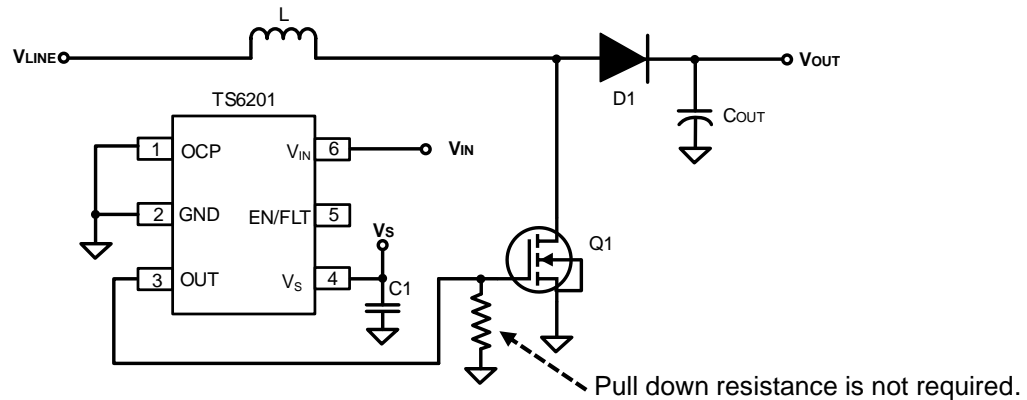 L
VLINE
VOUT
D1
COUT
TS6201
1 OCP
VIN 6
VIN
2 GND
EN/FLT 5
VS
3 OUT
VS 4
C1
Q1
Pull down resistance is not required.